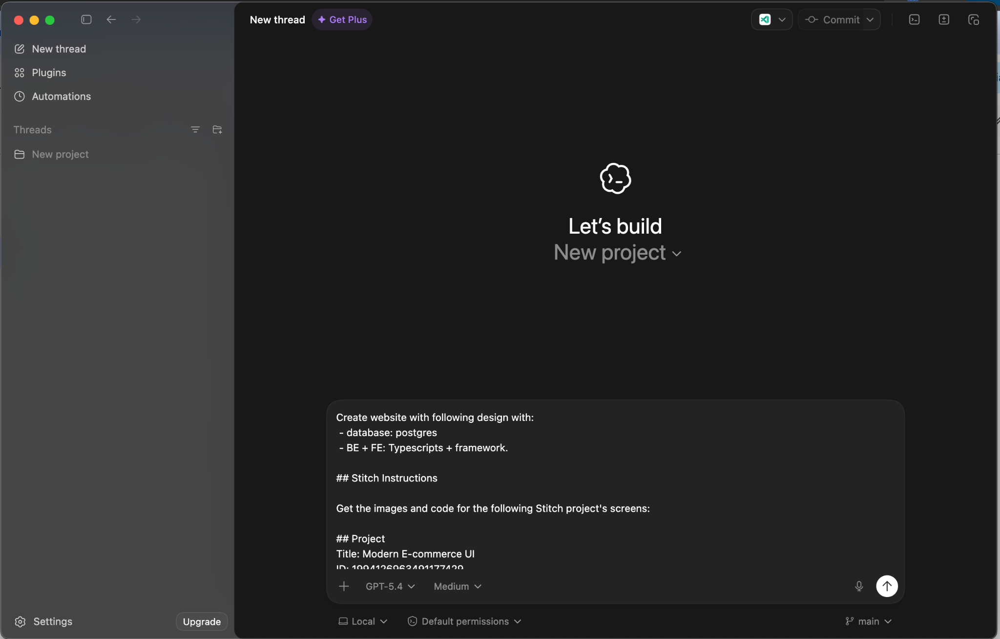 New thread
Plugins
Automations
Threads
New project
Settings
Upgrade
New thread
Get Plus
Commit
Let's build
New project
Create website with following design with:
- database: postgres
- BE + FE: Typescripts + framework.
## Stitch Instructions
Get the images and code for the following Stitch project's screens:
## Project
Title: Modern E-commerce UI
ID: 1994126963491177429
GPT-5.4
Medium
Local
Default permissions
main